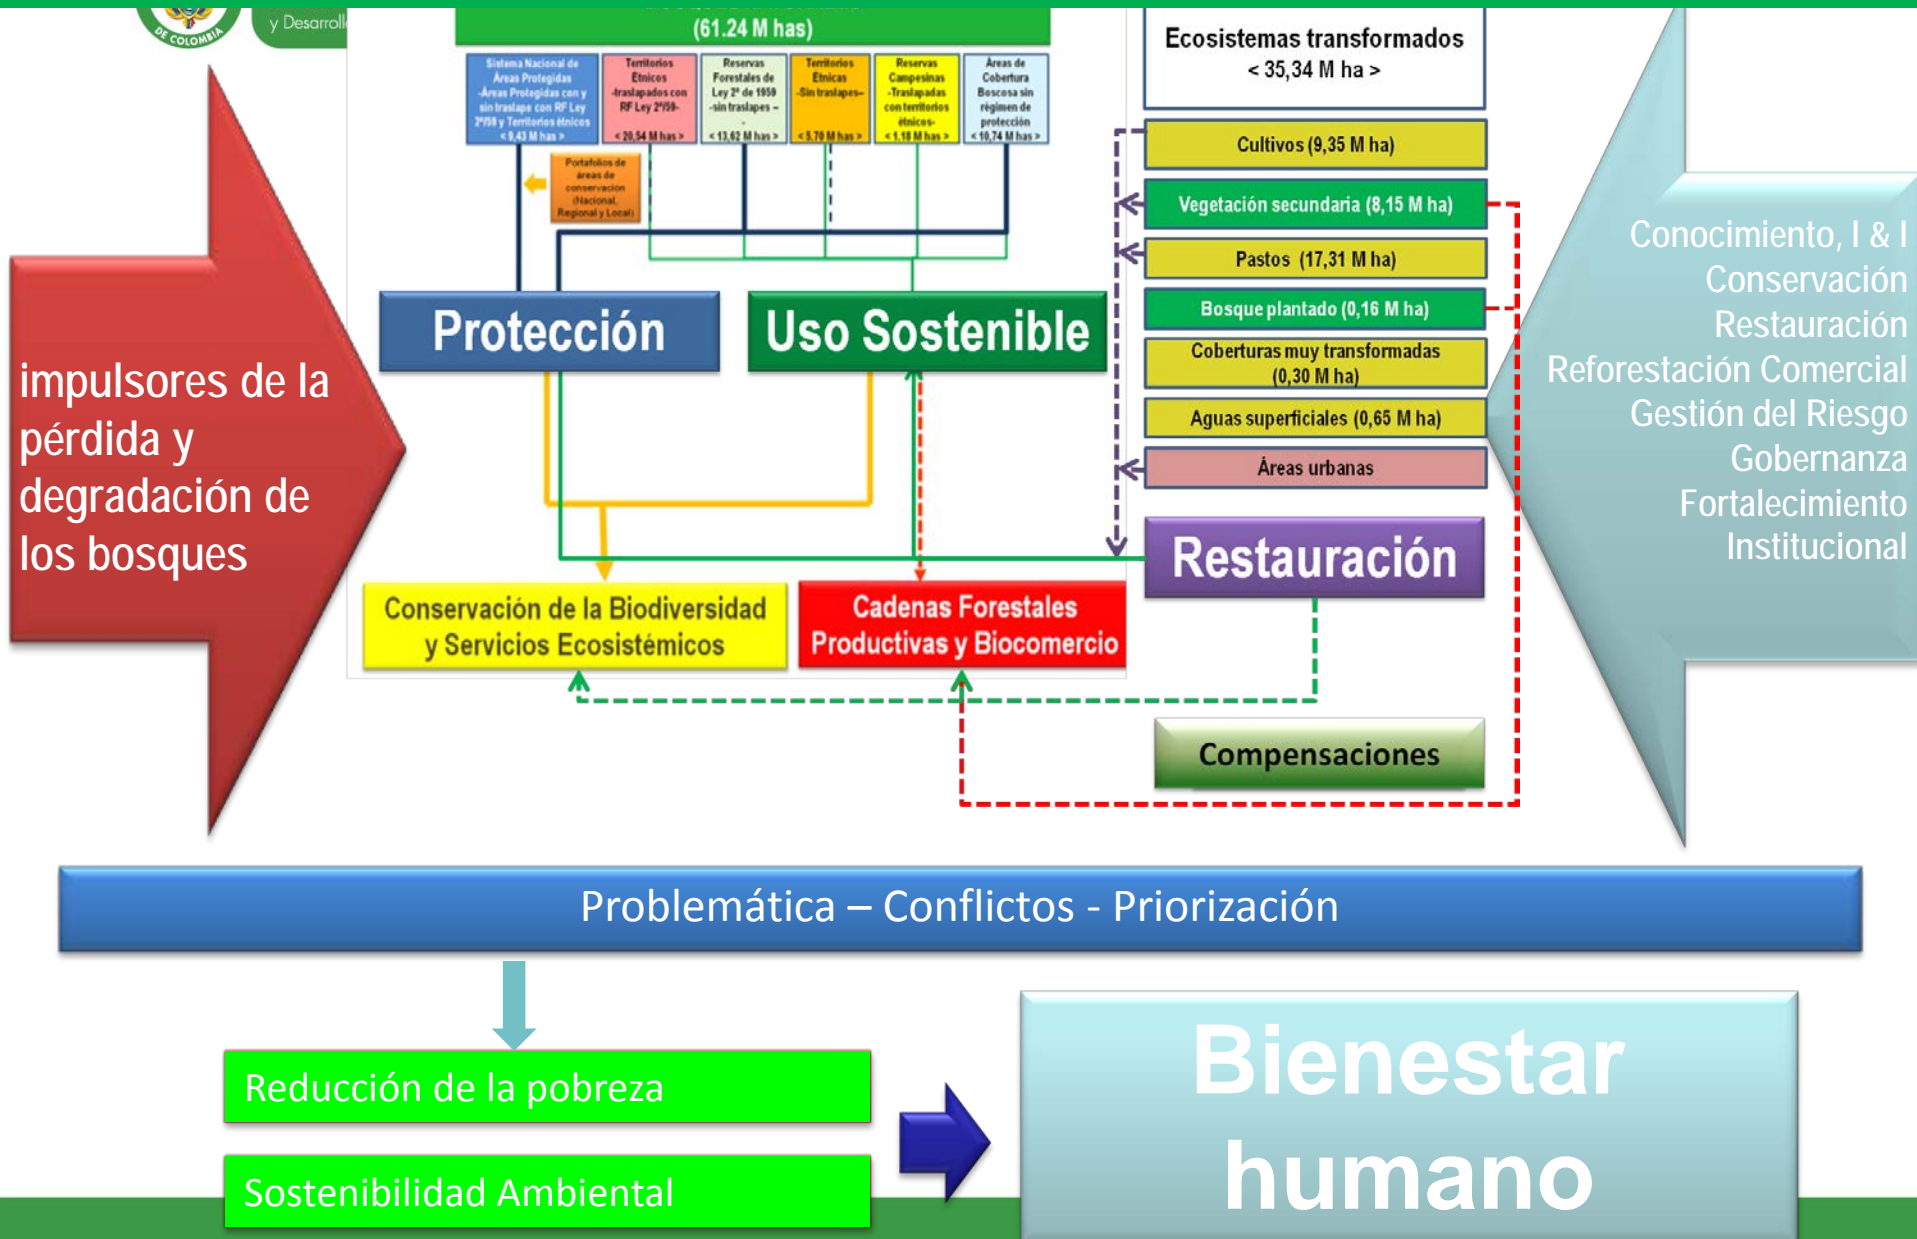 DE COLOMBIA
y Desarroll
(61.24 M has)
Sistema Nacional de
Áreas Protegidas
-Áreas Protegidas con y
sin traslape con RF Ley
2ª/59 y Territorios étnicos
< 9,43 M has >
Territorios
Étnicos
-traslapados con
RF Ley 2ª/59-
< 20,54 M has >
Reservas
Forestales de
Ley 2ª de 1959
-sin traslapes –
-
< 13,62 M has >
Territorios
Étnicas
-Sin traslapes–
< 5.70 M has >
Reservas
Campesinas
-Traslapadas
con territorios
étnicos-
< 1.18 M has >
Áreas de
Cobertura
Boscosa sin
régimen de
protección
< 10,74 M has >
Portafolios de
áreas de
conservación
(Nacional,
Regional y Local)
Ecosistemas transformados
< 35,34 M ha >
Cultivos (9,35 M ha)
Vegetación secundaria (8,15 M ha)
Pastos (17,31 M ha)
Bosque plantado (0,16 M ha)
Coberturas muy transformadas
(0,30 M ha)
Aguas superficiales (0,65 M ha)
Áreas urbanas
Protección
Uso Sostenible
Restauración
impulsores de la
pérdida y
degradación de
los bosques
Conocimiento, I & I
Conservación
Restauración
Reforestación Comercial
Gestión del Riesgo
Gobernanza
Fortalecimiento
Institucional
Conservación de la Biodiversidad
y Servicios Ecosistémicos
Cadenas Forestales
Productivas y Biocomercio
Compensaciones
Problemática – Conflictos - Priorización
Reducción de la pobreza
Sostenibilidad Ambiental
Bienestar
humano